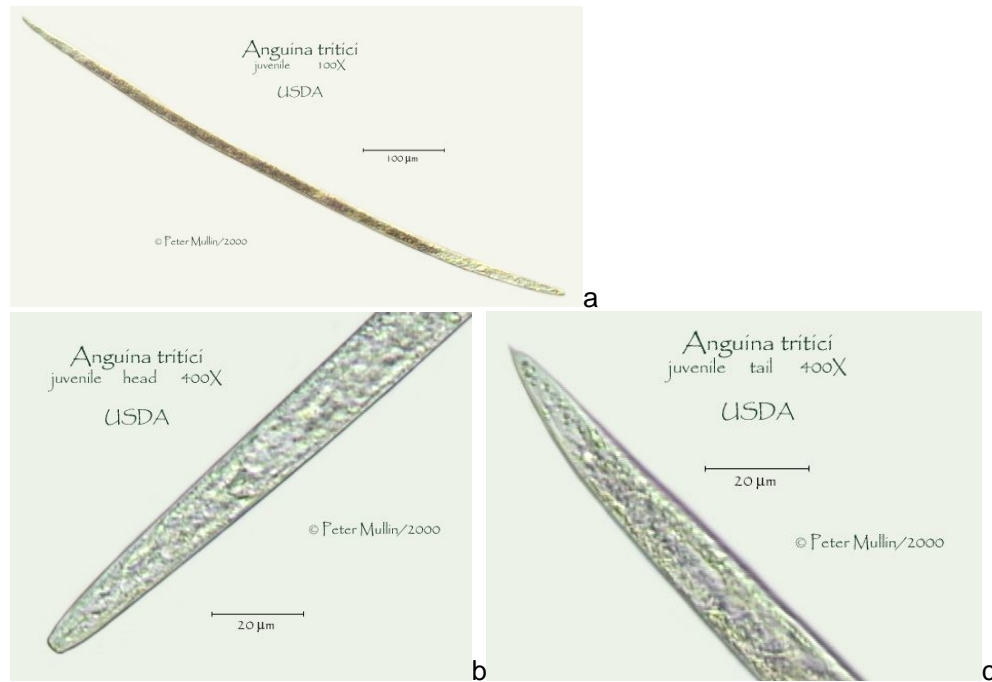 Anguina tritici
juvenile 100X
USDA
100 µm
© Peter Mullin/2000
a
Anguina tritici
juvenile head 400X
USDA
© Peter Mullin/2000
20 µm
b
Anguina tritici
juvenile tail 400X
USDA
20 µm
© Peter Mullin/2000
c